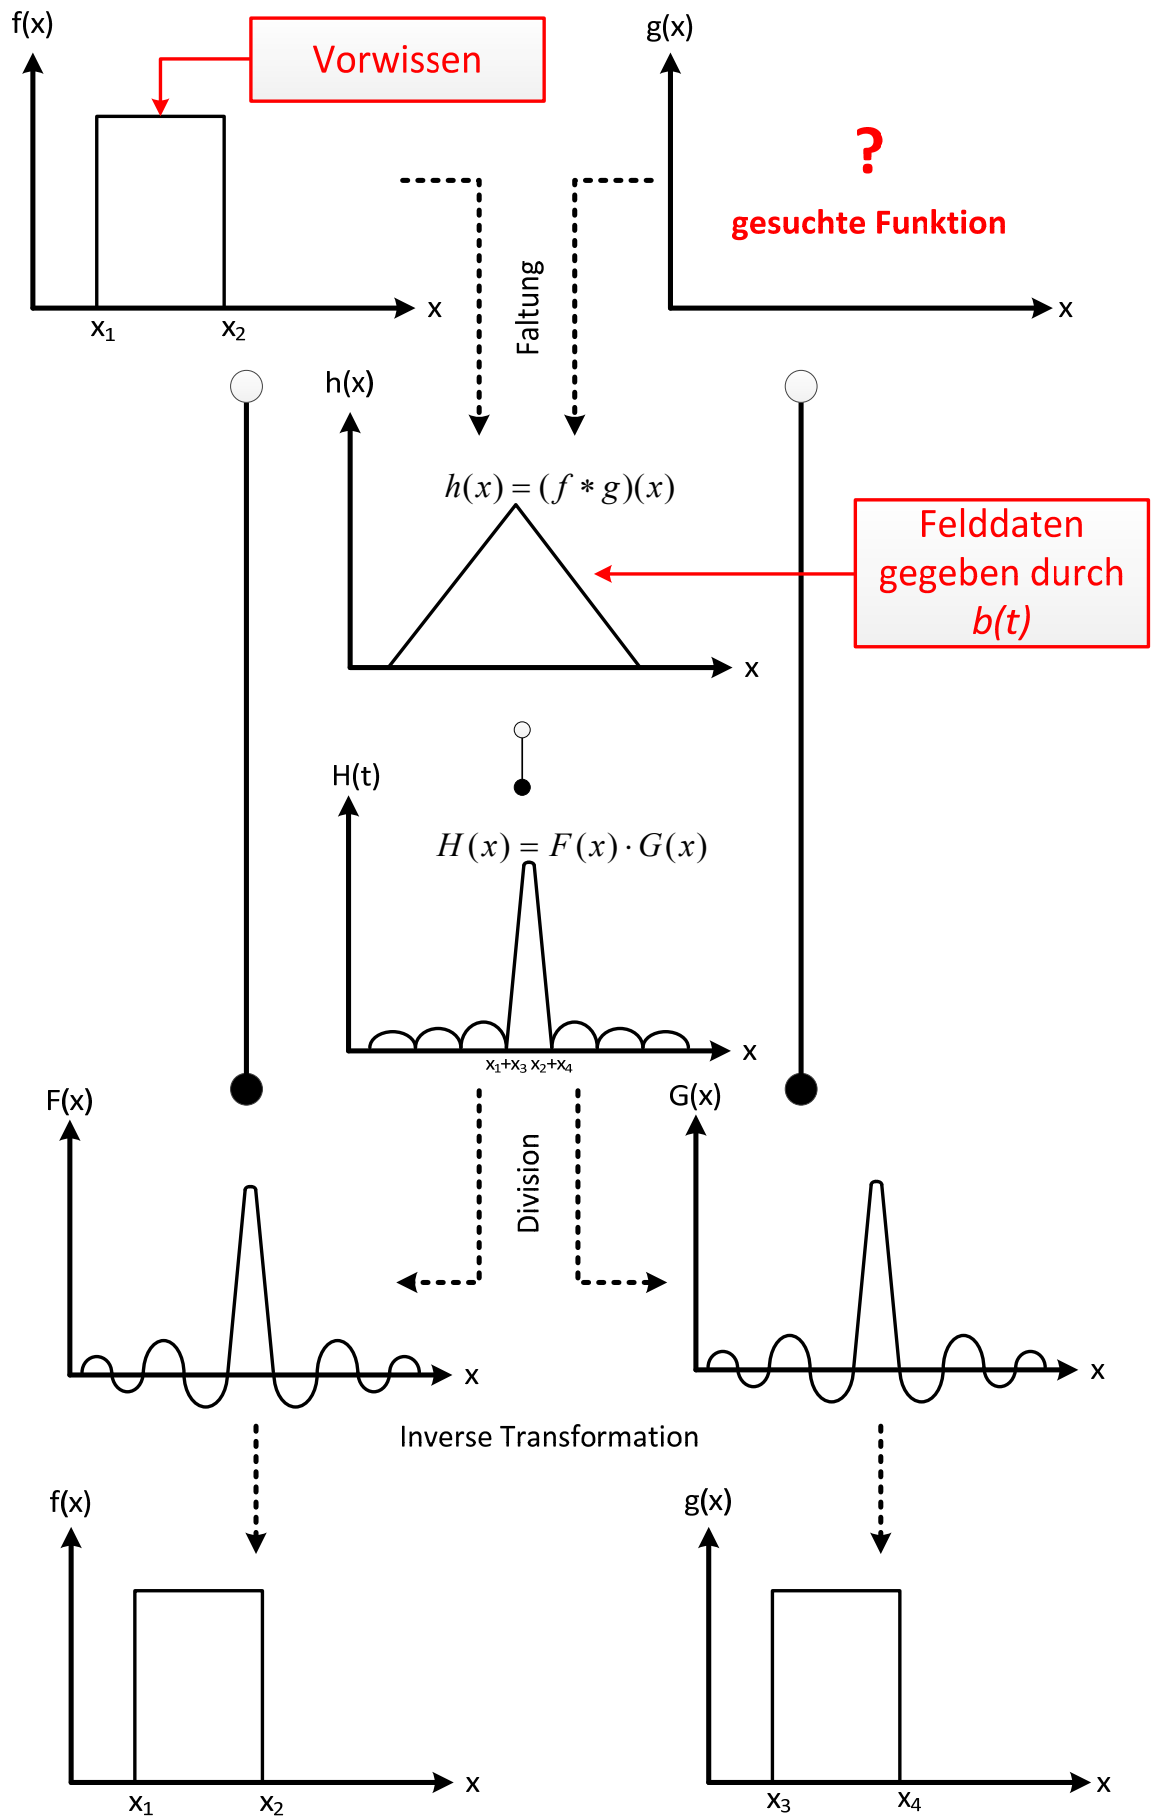 f(x)
Vorwissen
g(x)
?
gesuchte Funktion
x₁
x₂
x
x
Faltung
h(x)
h(x) = (f * g)(x)
Felddaten
gegeben durch
b(t)
x
H(t)
H(x) = F(x) · G(x)
x₁+x₃ x₂+x₄
x
F(x)
G(x)
Division
x
x
Inverse Transformation
f(x)
g(x)
x₁
x₂
x
x₃
x₄
x